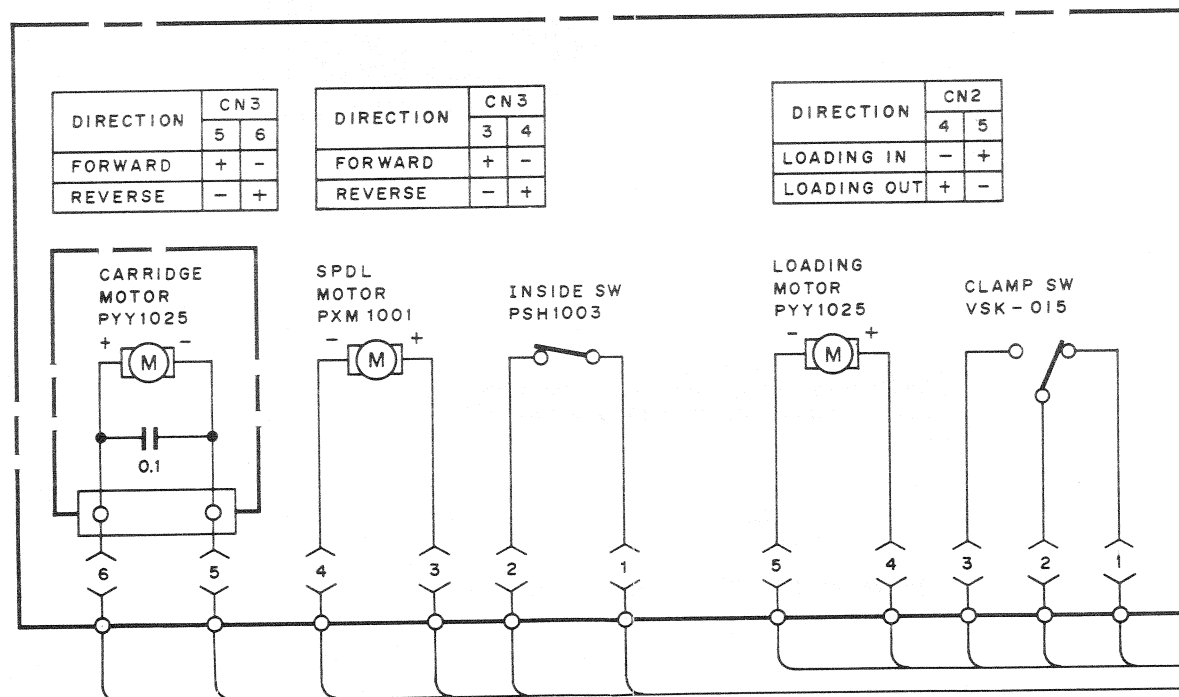 DIRECTION CN3
5 6
FORWARD + -
REVERSE - +
DIRECTION CN3
3 4
FORWARD + -
REVERSE - +
DIRECTION CN2
4 5
LOADING IN - +
LOADING OUT + -
CARRIDGE
MOTOR
PYY1025
+ M -
0.1
SPDL
MOTOR
PXM1001
- M +
INSIDE SW
PSH1003
LOADING
MOTOR
PYY1025
- M +
CLAMP SW
VSK-015
6 5 4 3 2 1 5 4 3 2 1